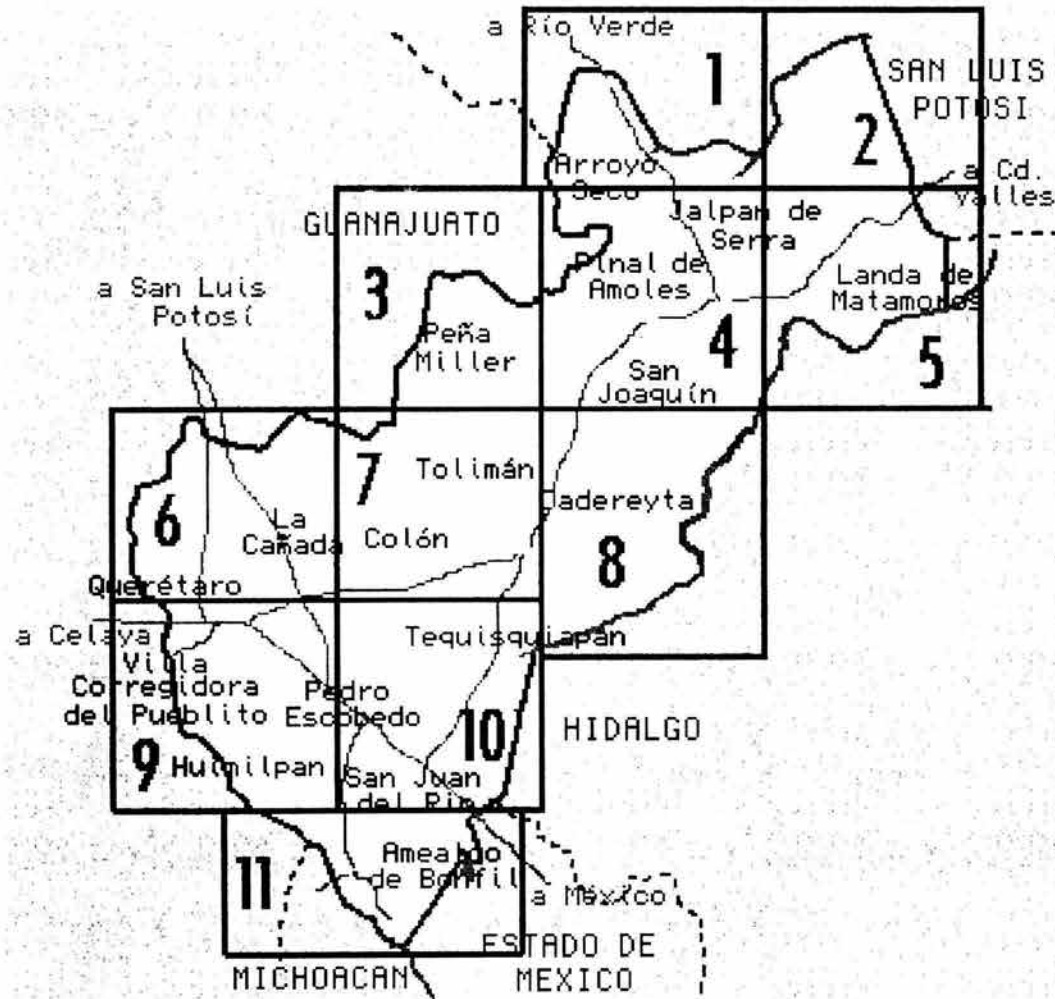 a Río Verde
1
SAN LUIS
POTOSI
2
Arroyo
Seco
a Cd.
Valles
GUANAJUATO
Jalpan de
Serra
3
Pinal de
Amoles
Landa de
Matamoros
a San Luis
Potosí
4
Peña
Miller
5
San
Joaquín
7
Tolimán
6
La
Cañada
Colón
Cadereyta
8
Querétaro
a Celaya
Tequisquiapan
Villa
Corregidora
del Pueblito
Pedro
Escobedo
10
HIDALGO
9
Huimilpan
San Juan
del Rio
11
Amealco
de Bonfil
a México
ESTADO DE
MEXICO
MICHOACAN